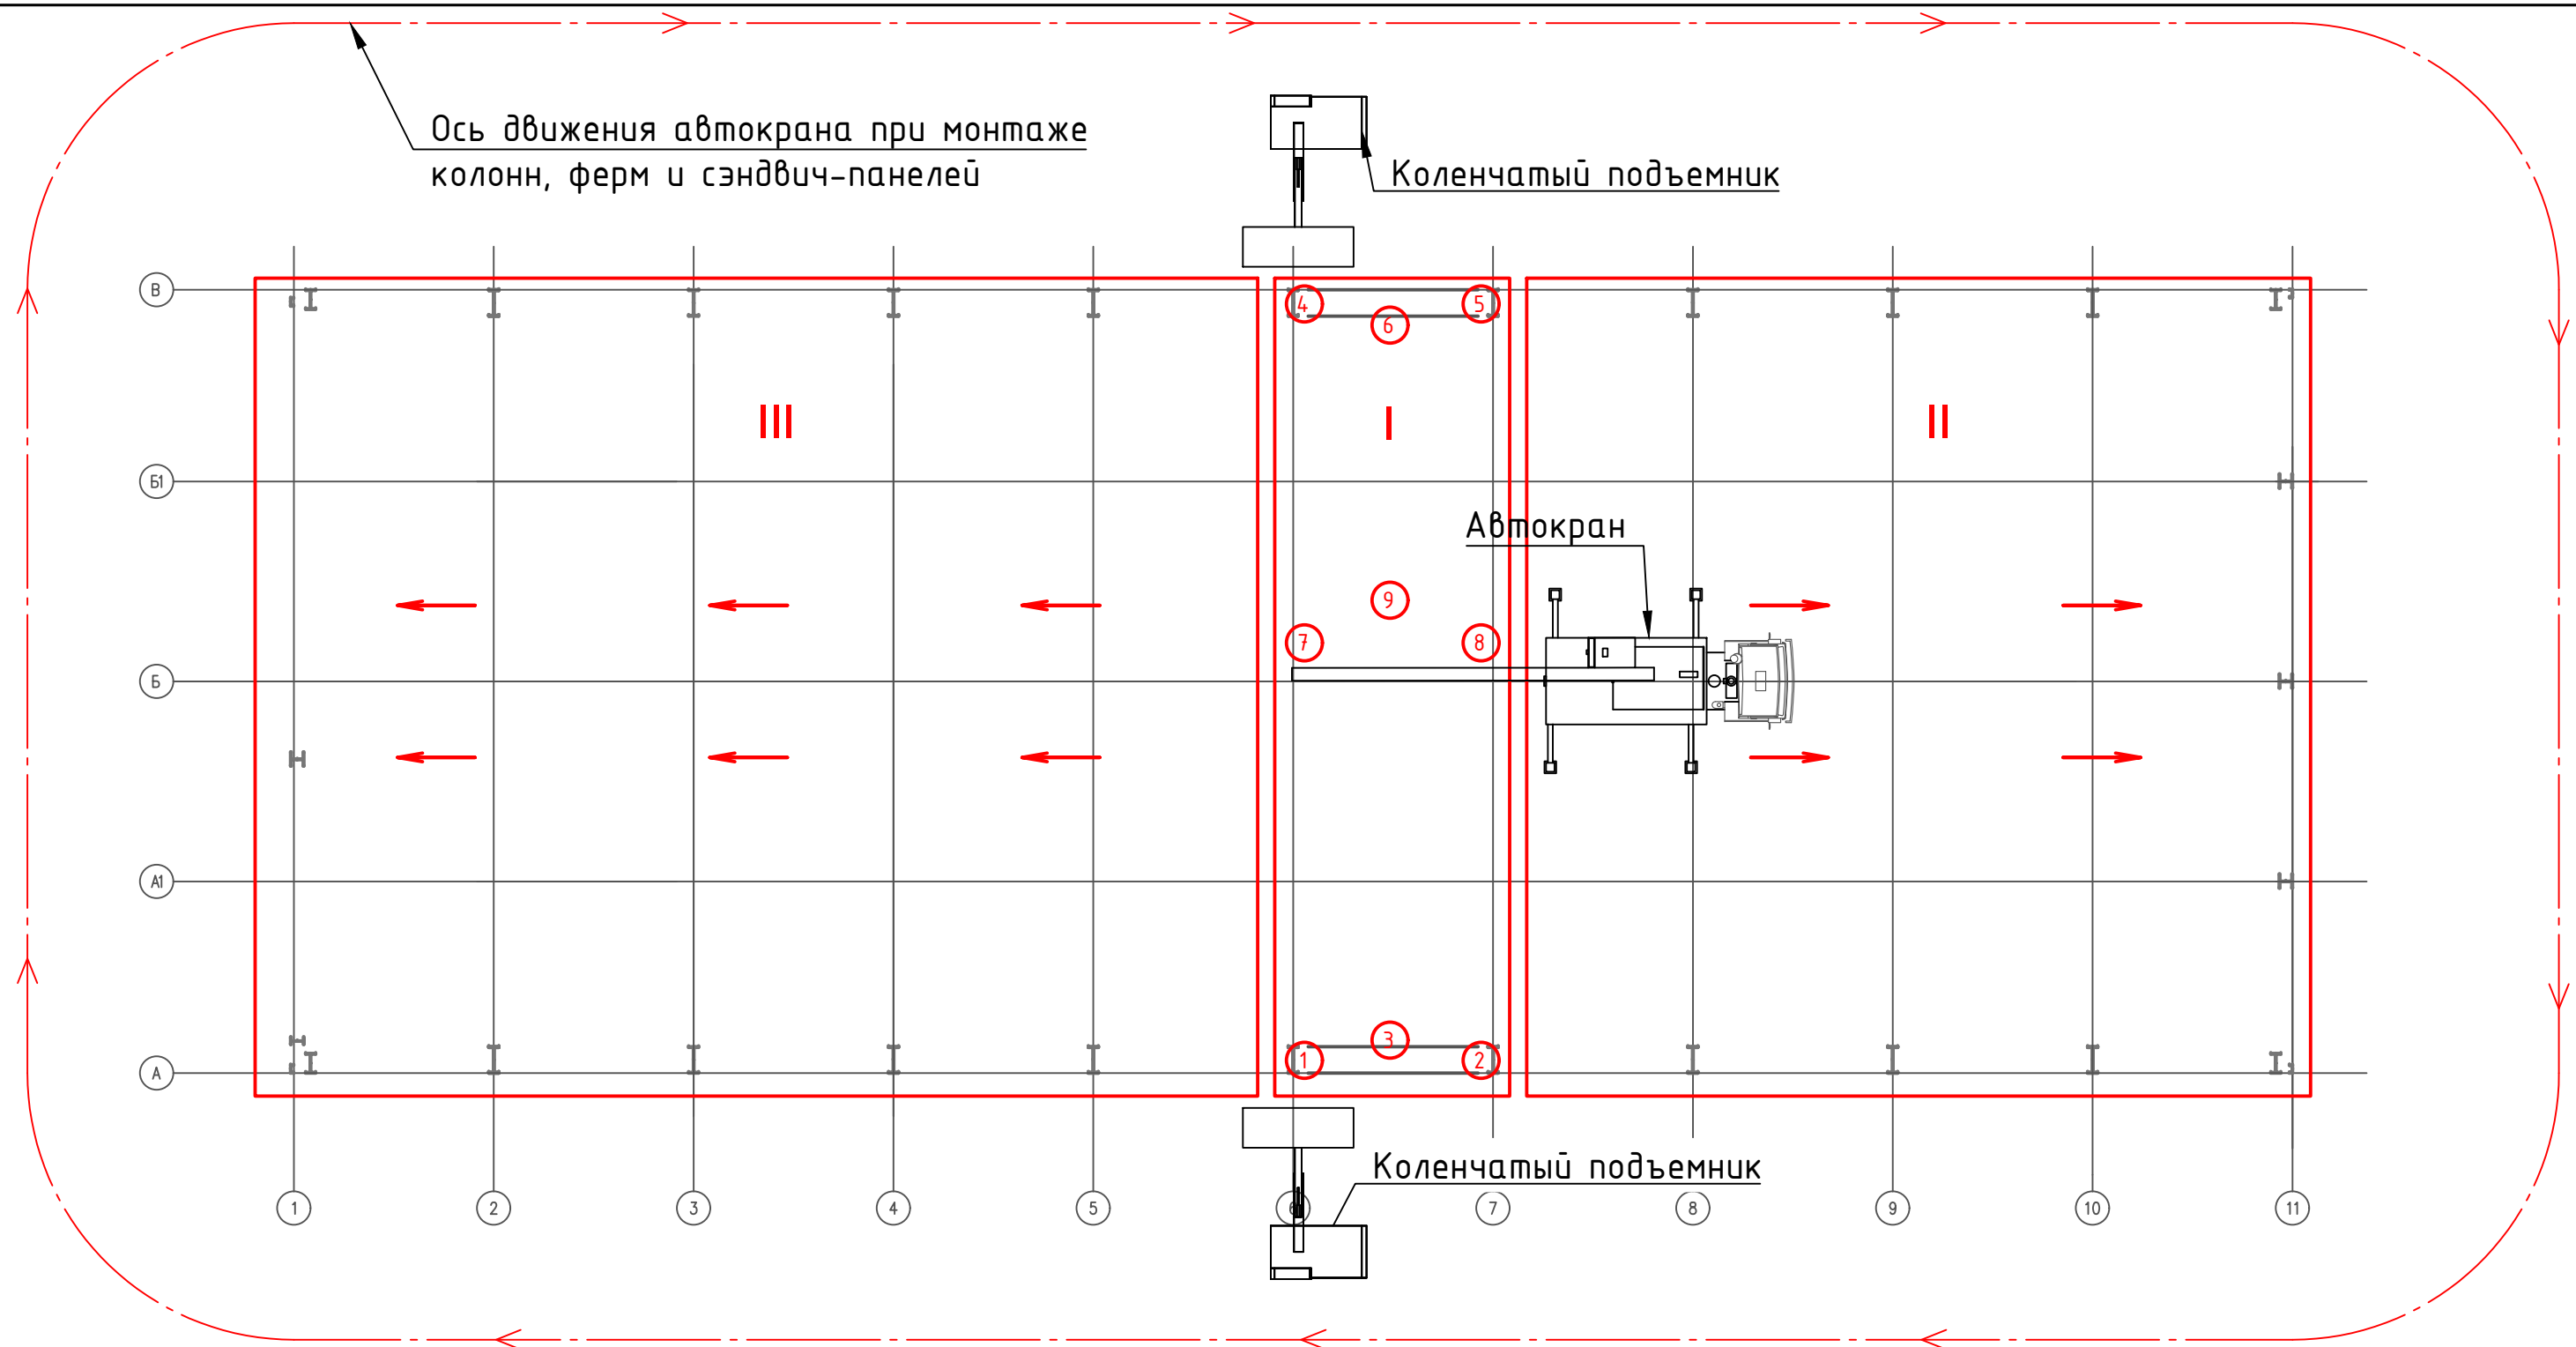 Ось движения автокрана при монтаже
колонн, ферм и сэндвич-панелей
Коленчатый подъемник
В
4
5
6
III
I
II
Б1
Автокран
9
7
8
Б
А1
3
А
1
2
Коленчатый подъемник
1
2
3
4
5
6
7
8
9
10
11